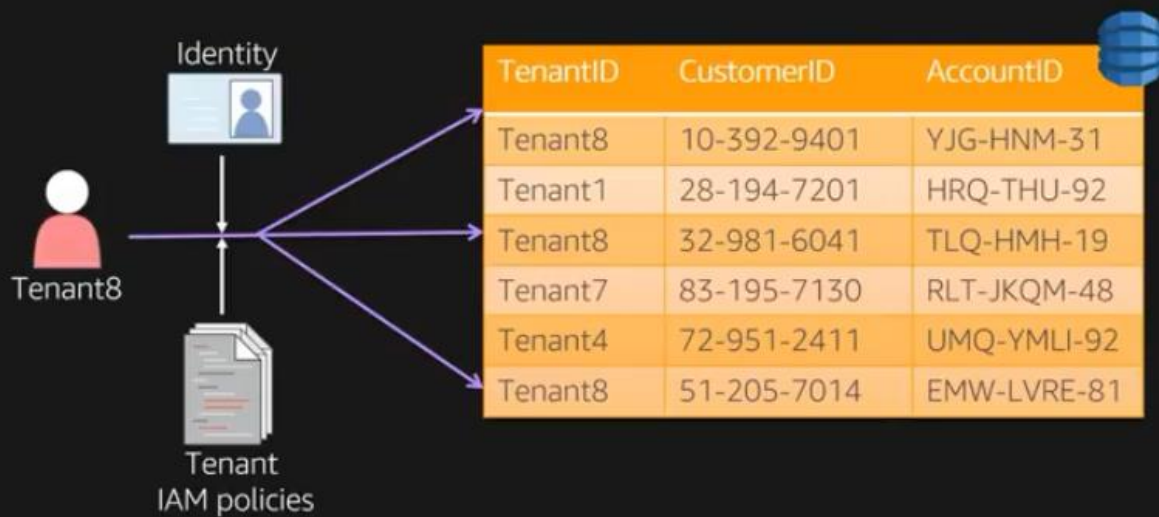 Identity
Tenant8
Tenant
IAM policies
TenantID CustomerID AccountID
Tenant8 10-392-9401 YJG-HNM-31
Tenant1 28-194-7201 HRQ-THU-92
Tenant8 32-981-6041 TLQ-HMH-19
Tenant7 83-195-7130 RLT-JKQM-48
Tenant4 72-951-2411 UMQ-YMLI-92
Tenant8 51-205-7014 EMW-LVRE-81